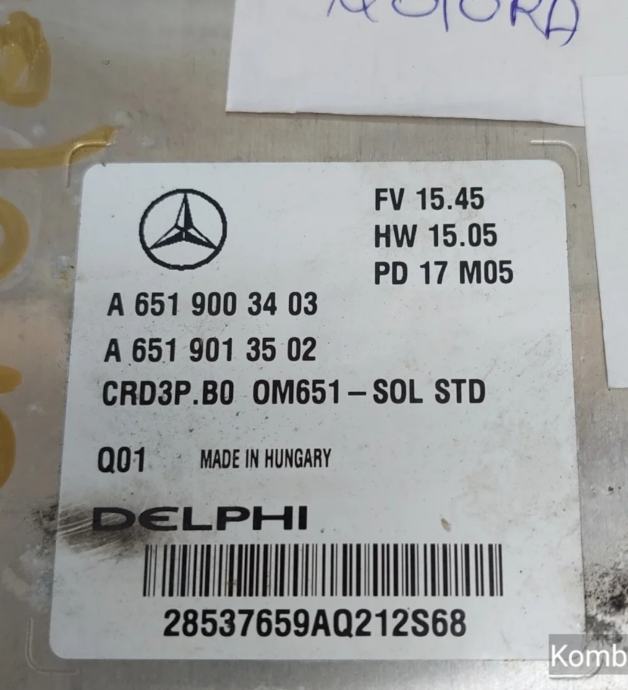 MOTORA
FV 15.45
HW 15.05
PD 17 M05
A 651 900 34 03
A 651 901 35 02
CRD3P.B0 OM651-SOL STD
Q01 MADE IN HUNGARY
DELPHI
28537659AQ212S68
Komb